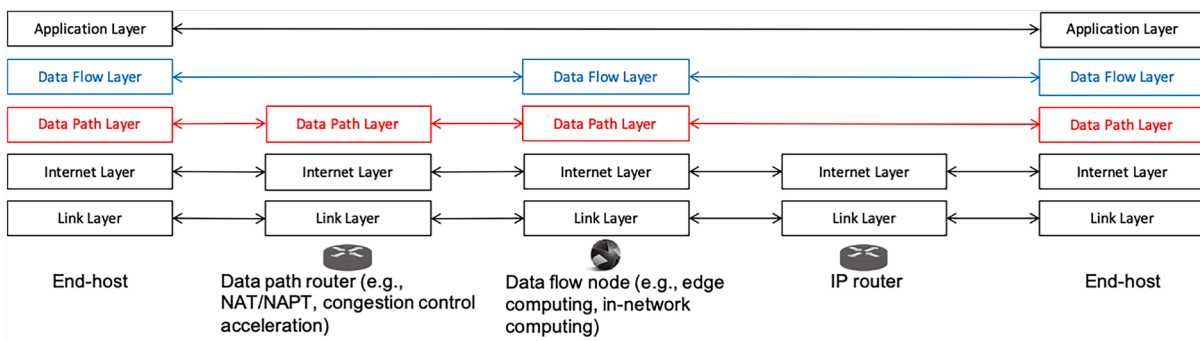 Application Layer Application Layer
Data Flow Layer Data Flow Layer Data Flow Layer
Data Path Layer Data Path Layer Data Path Layer Data Path Layer
Internet Layer Internet Layer Internet Layer Internet Layer Internet Layer
Link Layer Link Layer Link Layer Link Layer Link Layer
End-host
Data path router (e.g.,
NAT/NAPT, congestion control
acceleration)
Data flow node (e.g., edge
computing, in-network
computing)
IP router
End-host